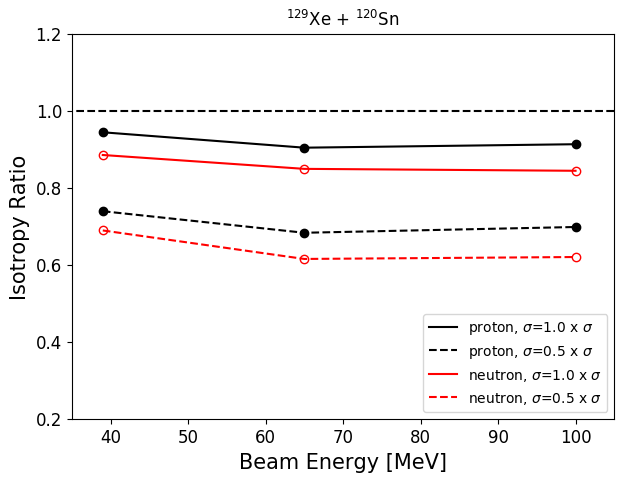 ¹²⁹Xe + ¹²⁰Sn
1.2
1.0
0.8
0.6
0.4
0.2
Isotropy Ratio
40 50 60 70 80 90 100
Beam Energy [MeV]
proton, σ=1.0 x σ
proton, σ=0.5 x σ
neutron, σ=1.0 x σ
neutron, σ=0.5 x σ